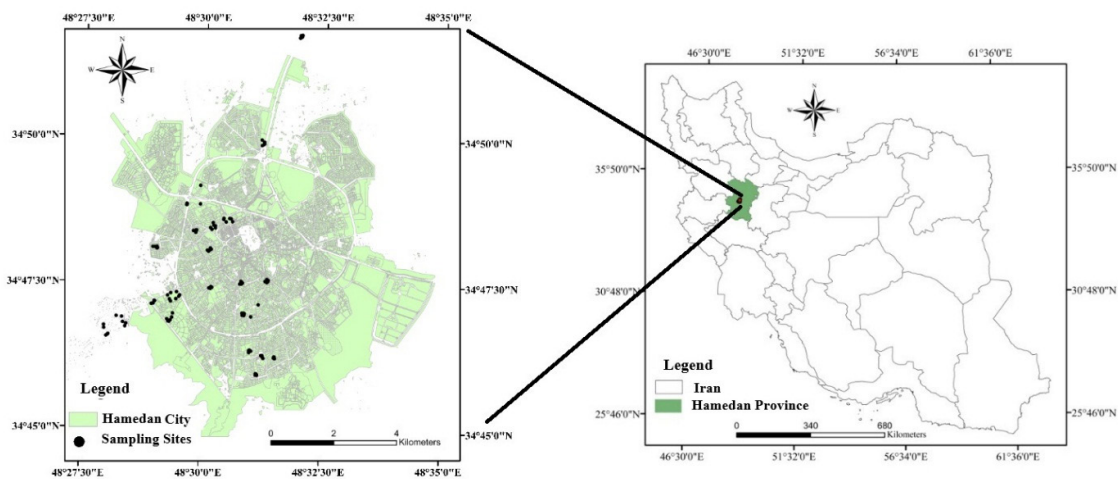 48°27'30"E 48°30'0"E 48°32'30"E 48°35'0"E
N
W E
S
34°50'0"N 34°50'0"N
34°47'30"N 34°47'30"N
34°45'0"N 34°45'0"N
Legend
Hamedan City
Sampling Sites
0 2 4
Kilometers
48°27'30"E 48°30'0"E 48°32'30"E 48°35'0"E
46°30'0"E 51°32'0"E 56°34'0"E 61°36'0"E
N
W E
S
35°50'0"N 35°50'0"N
30°48'0"N 30°48'0"N
25°46'0"N 25°46'0"N
Legend
Iran
Hamedan Province
0 340 680
Kilometers
46°30'0"E 51°32'0"E 56°34'0"E 61°36'0"E